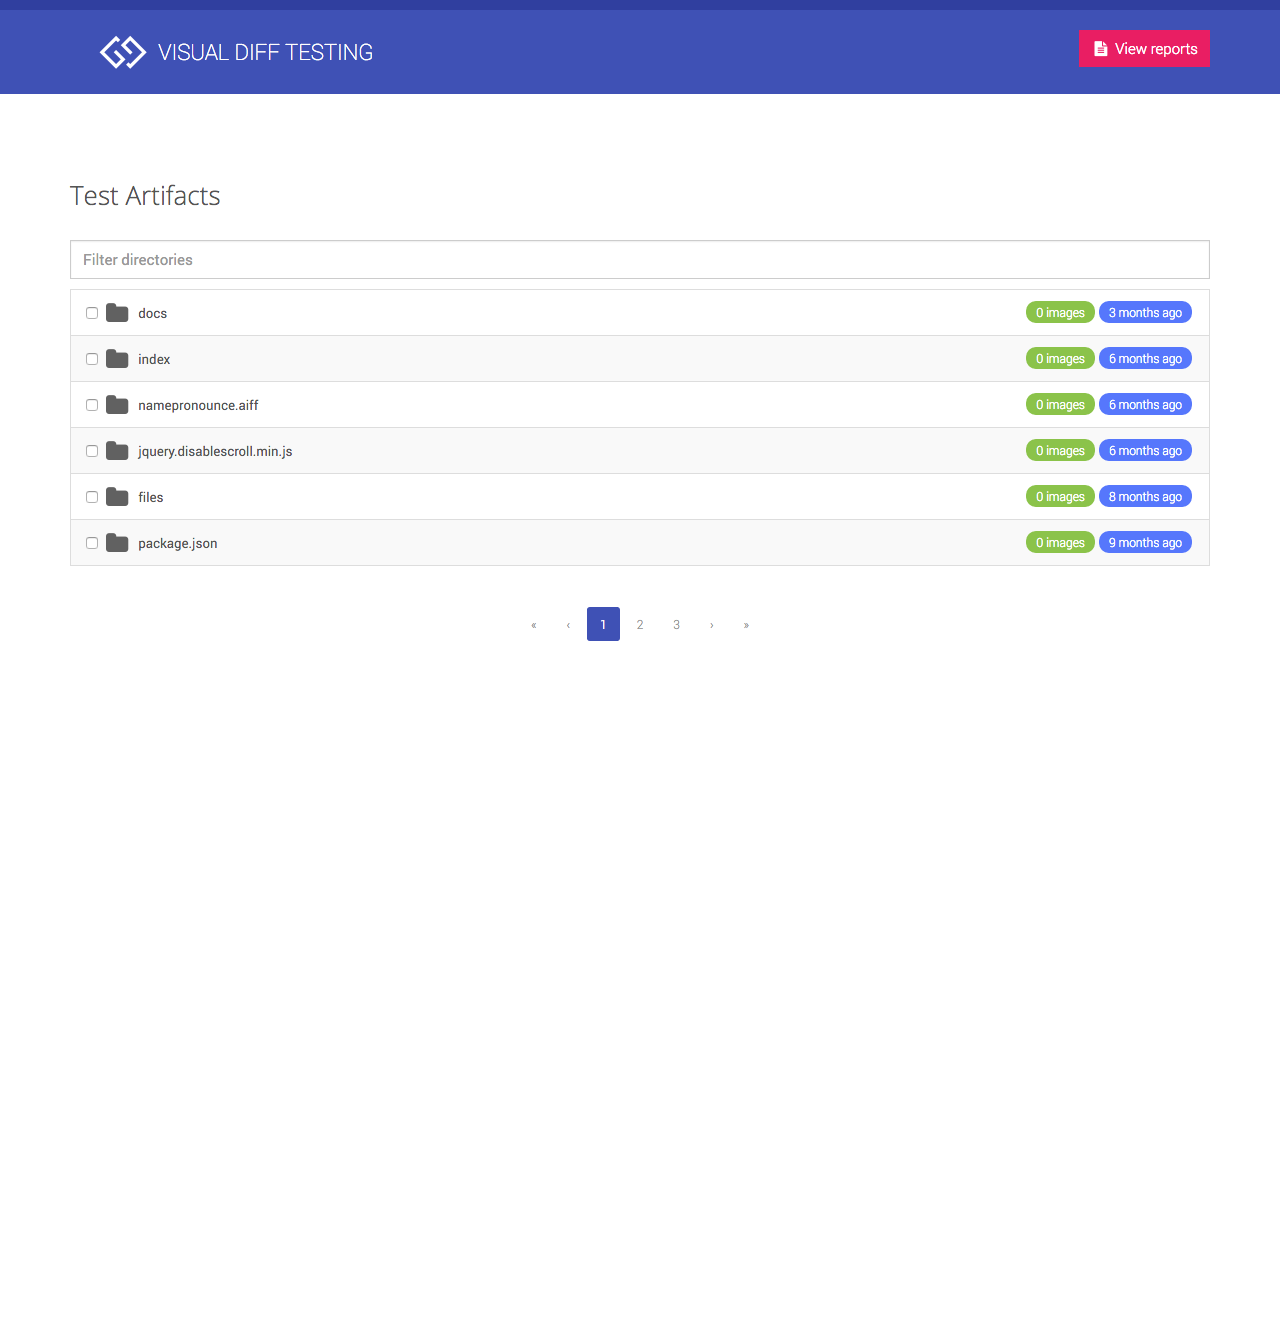 VISUAL DIFF TESTING
View reports
Test Artifacts
Filter directories
docs 0 images 3 months ago
index 0 images 6 months ago
namepronounce.aiff 0 images 6 months ago
jquery.disablescroll.min.js 0 images 6 months ago
files 0 images 8 months ago
package.json 0 images 9 months ago
« ‹ 1 2 3 › »